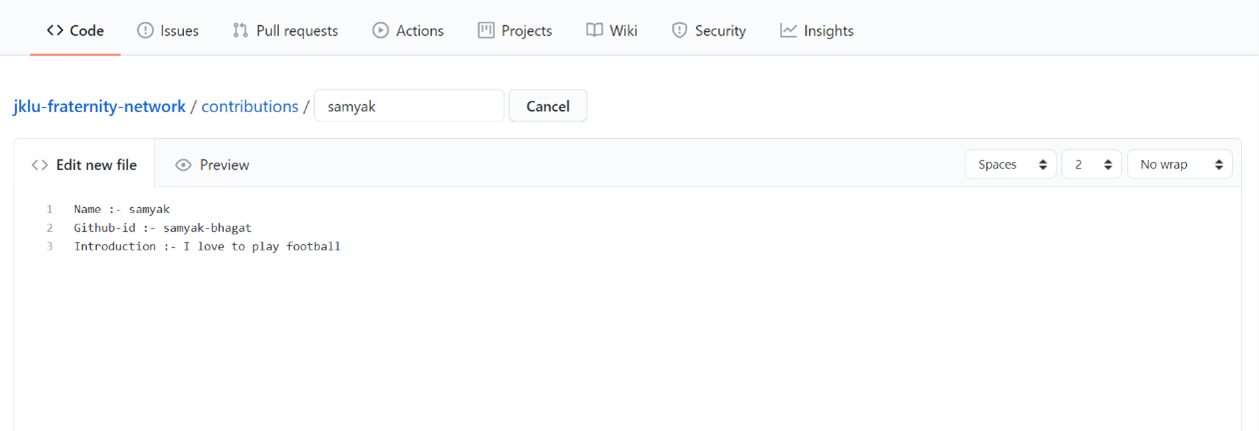 Code Issues Pull requests Actions Projects Wiki Security Insights
jklu-fraternity-network / contributions / samyak Cancel
Edit new file Preview Spaces 2 No wrap
1 Name :- samyak
2 Github-id :- samyak-bhagat
3 Introduction :- I love to play football